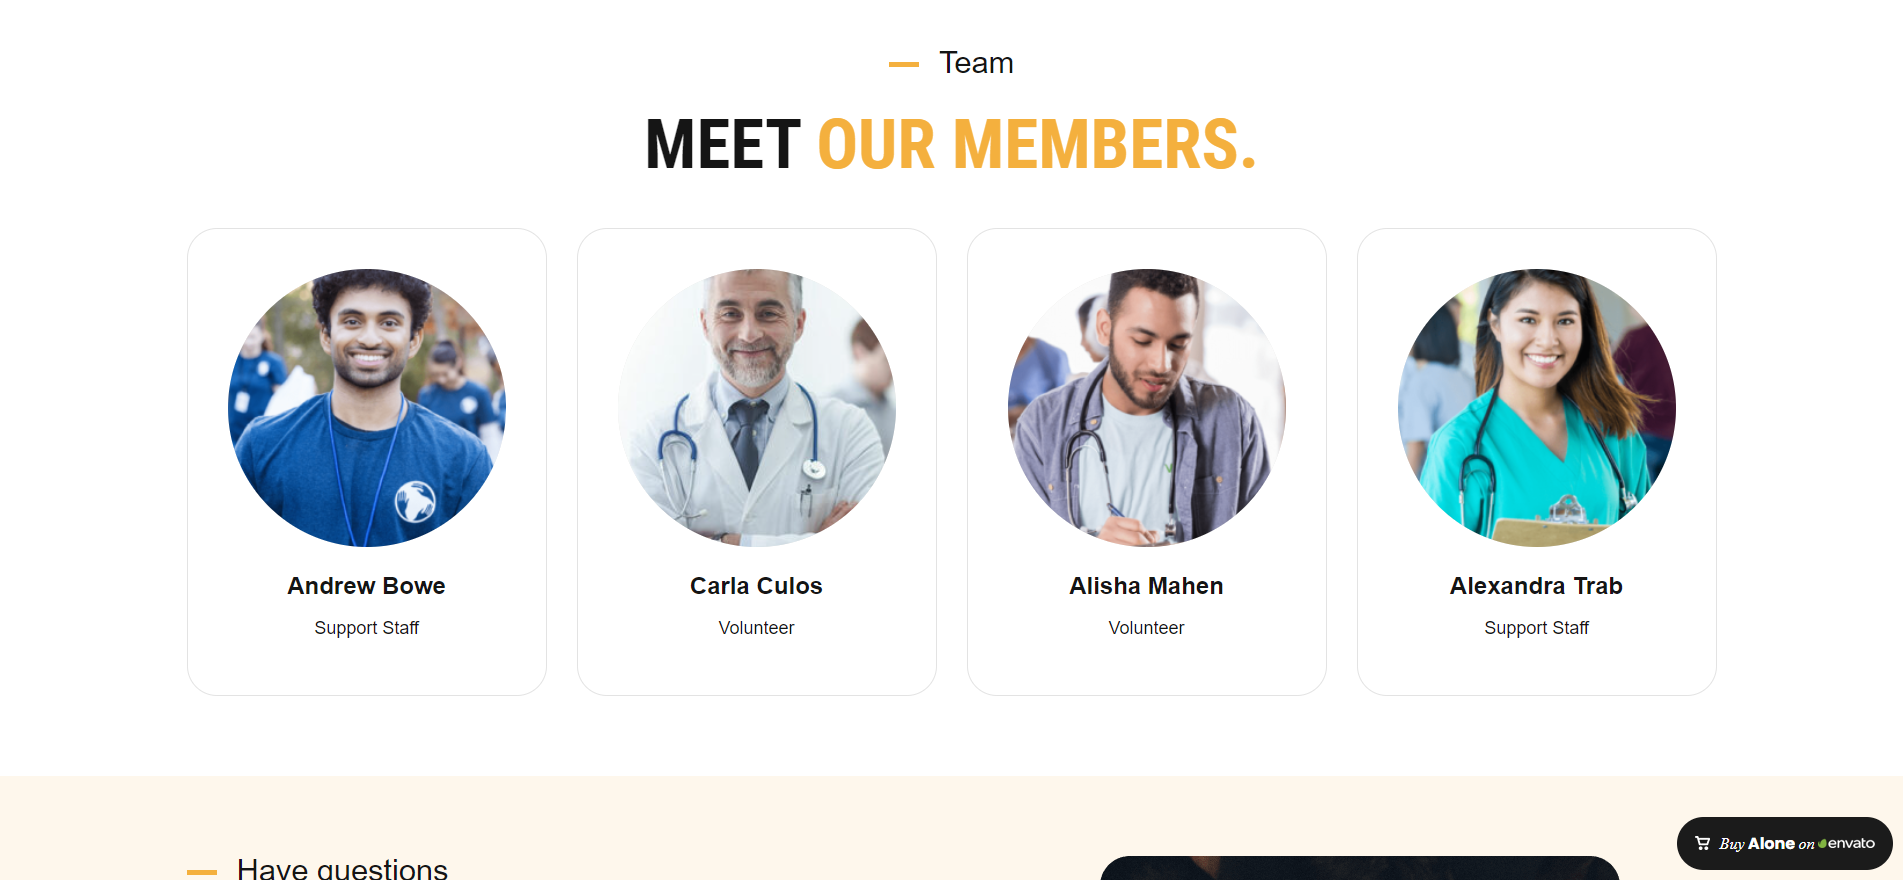 Team
MEET OUR MEMBERS.
Andrew Bowe
Support Staff
Carla Culos
Volunteer
Alisha Mahen
Volunteer
Alexandra Trab
Support Staff
Have questions
Buy Alone on envato